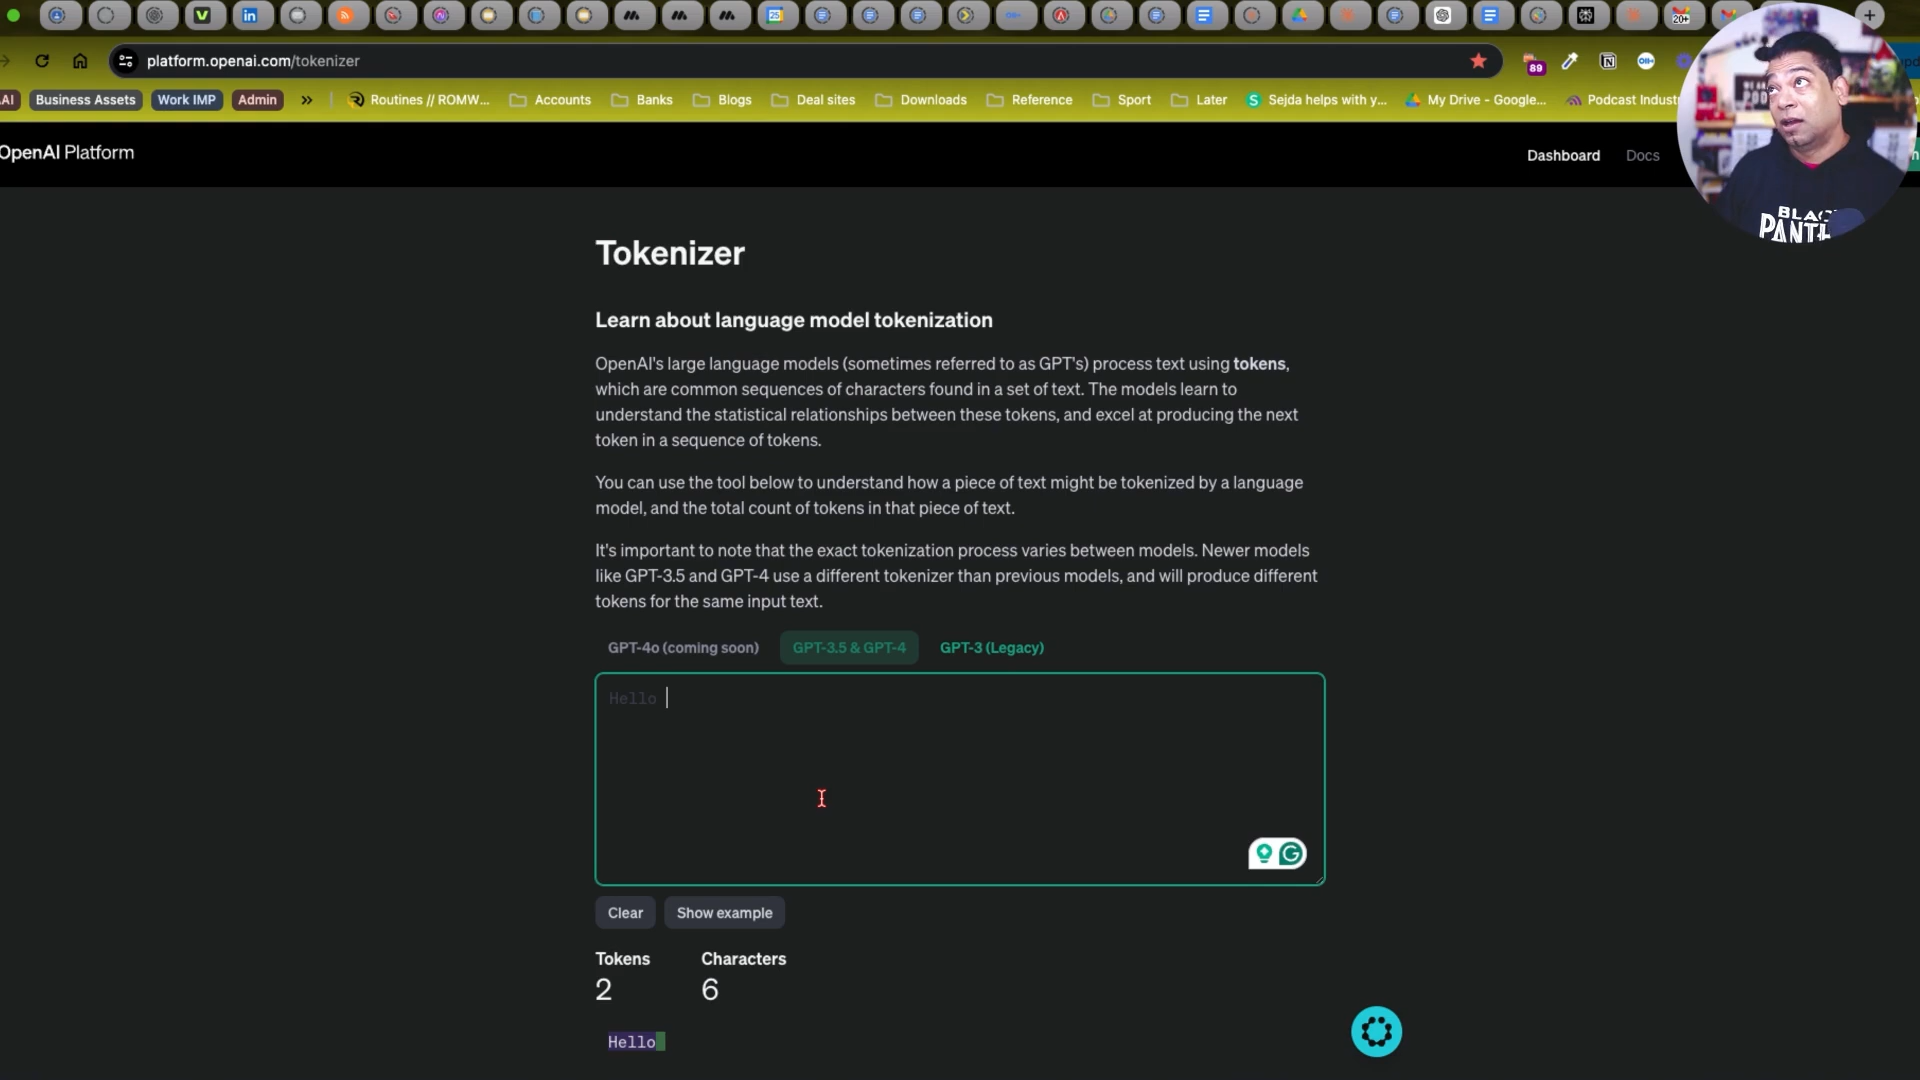 platform.openai.com/tokenizer
89
20+
AI
Business Assets
Work IMP
Admin
»
Routines // ROMW...
Accounts
Banks
Blogs
Deal sites
Downloads
Reference
Sport
Later
Sejda helps with y...
My Drive - Google...
Podcast Indust
OpenAI Platform
Dashboard
Docs
Tokenizer
Learn about language model tokenization
OpenAI's large language models (sometimes referred to as GPT's) process text using tokens,
which are common sequences of characters found in a set of text. The models learn to
understand the statistical relationships between these tokens, and excel at producing the next
token in a sequence of tokens.
You can use the tool below to understand how a piece of text might be tokenized by a language
model, and the total count of tokens in that piece of text.
It's important to note that the exact tokenization process varies between models. Newer models
like GPT-3.5 and GPT-4 use a different tokenizer than previous models, and will produce different
tokens for the same input text.
GPT-4o (coming soon)
GPT-3.5 & GPT-4
GPT-3 (Legacy)
Hello
Clear
Show example
Tokens
Characters
2
6
Hello